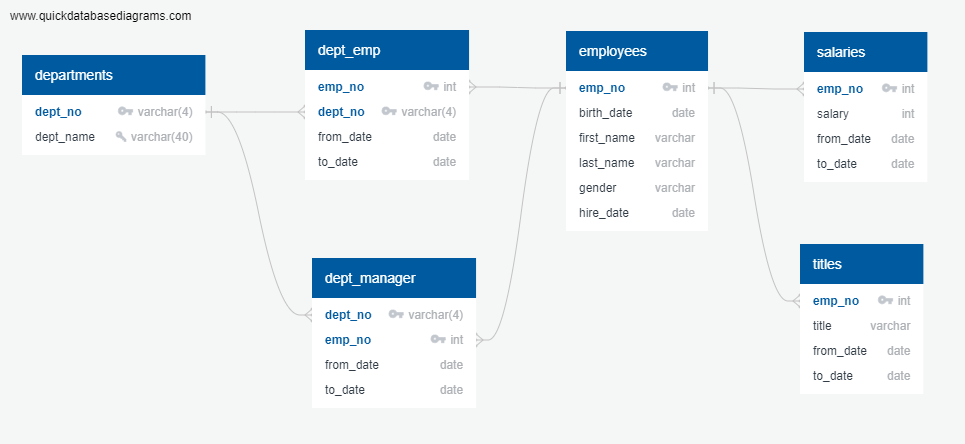 www.quickdatabasediagrams.com
departments
dept_no varchar(4)
dept_name varchar(40)
dept_emp
emp_no int
dept_no varchar(4)
from_date date
to_date date
employees
emp_no int
birth_date date
first_name varchar
last_name varchar
gender varchar
hire_date date
salaries
emp_no int
salary int
from_date date
to_date date
dept_manager
dept_no varchar(4)
emp_no int
from_date date
to_date date
titles
emp_no int
title varchar
from_date date
to_date date